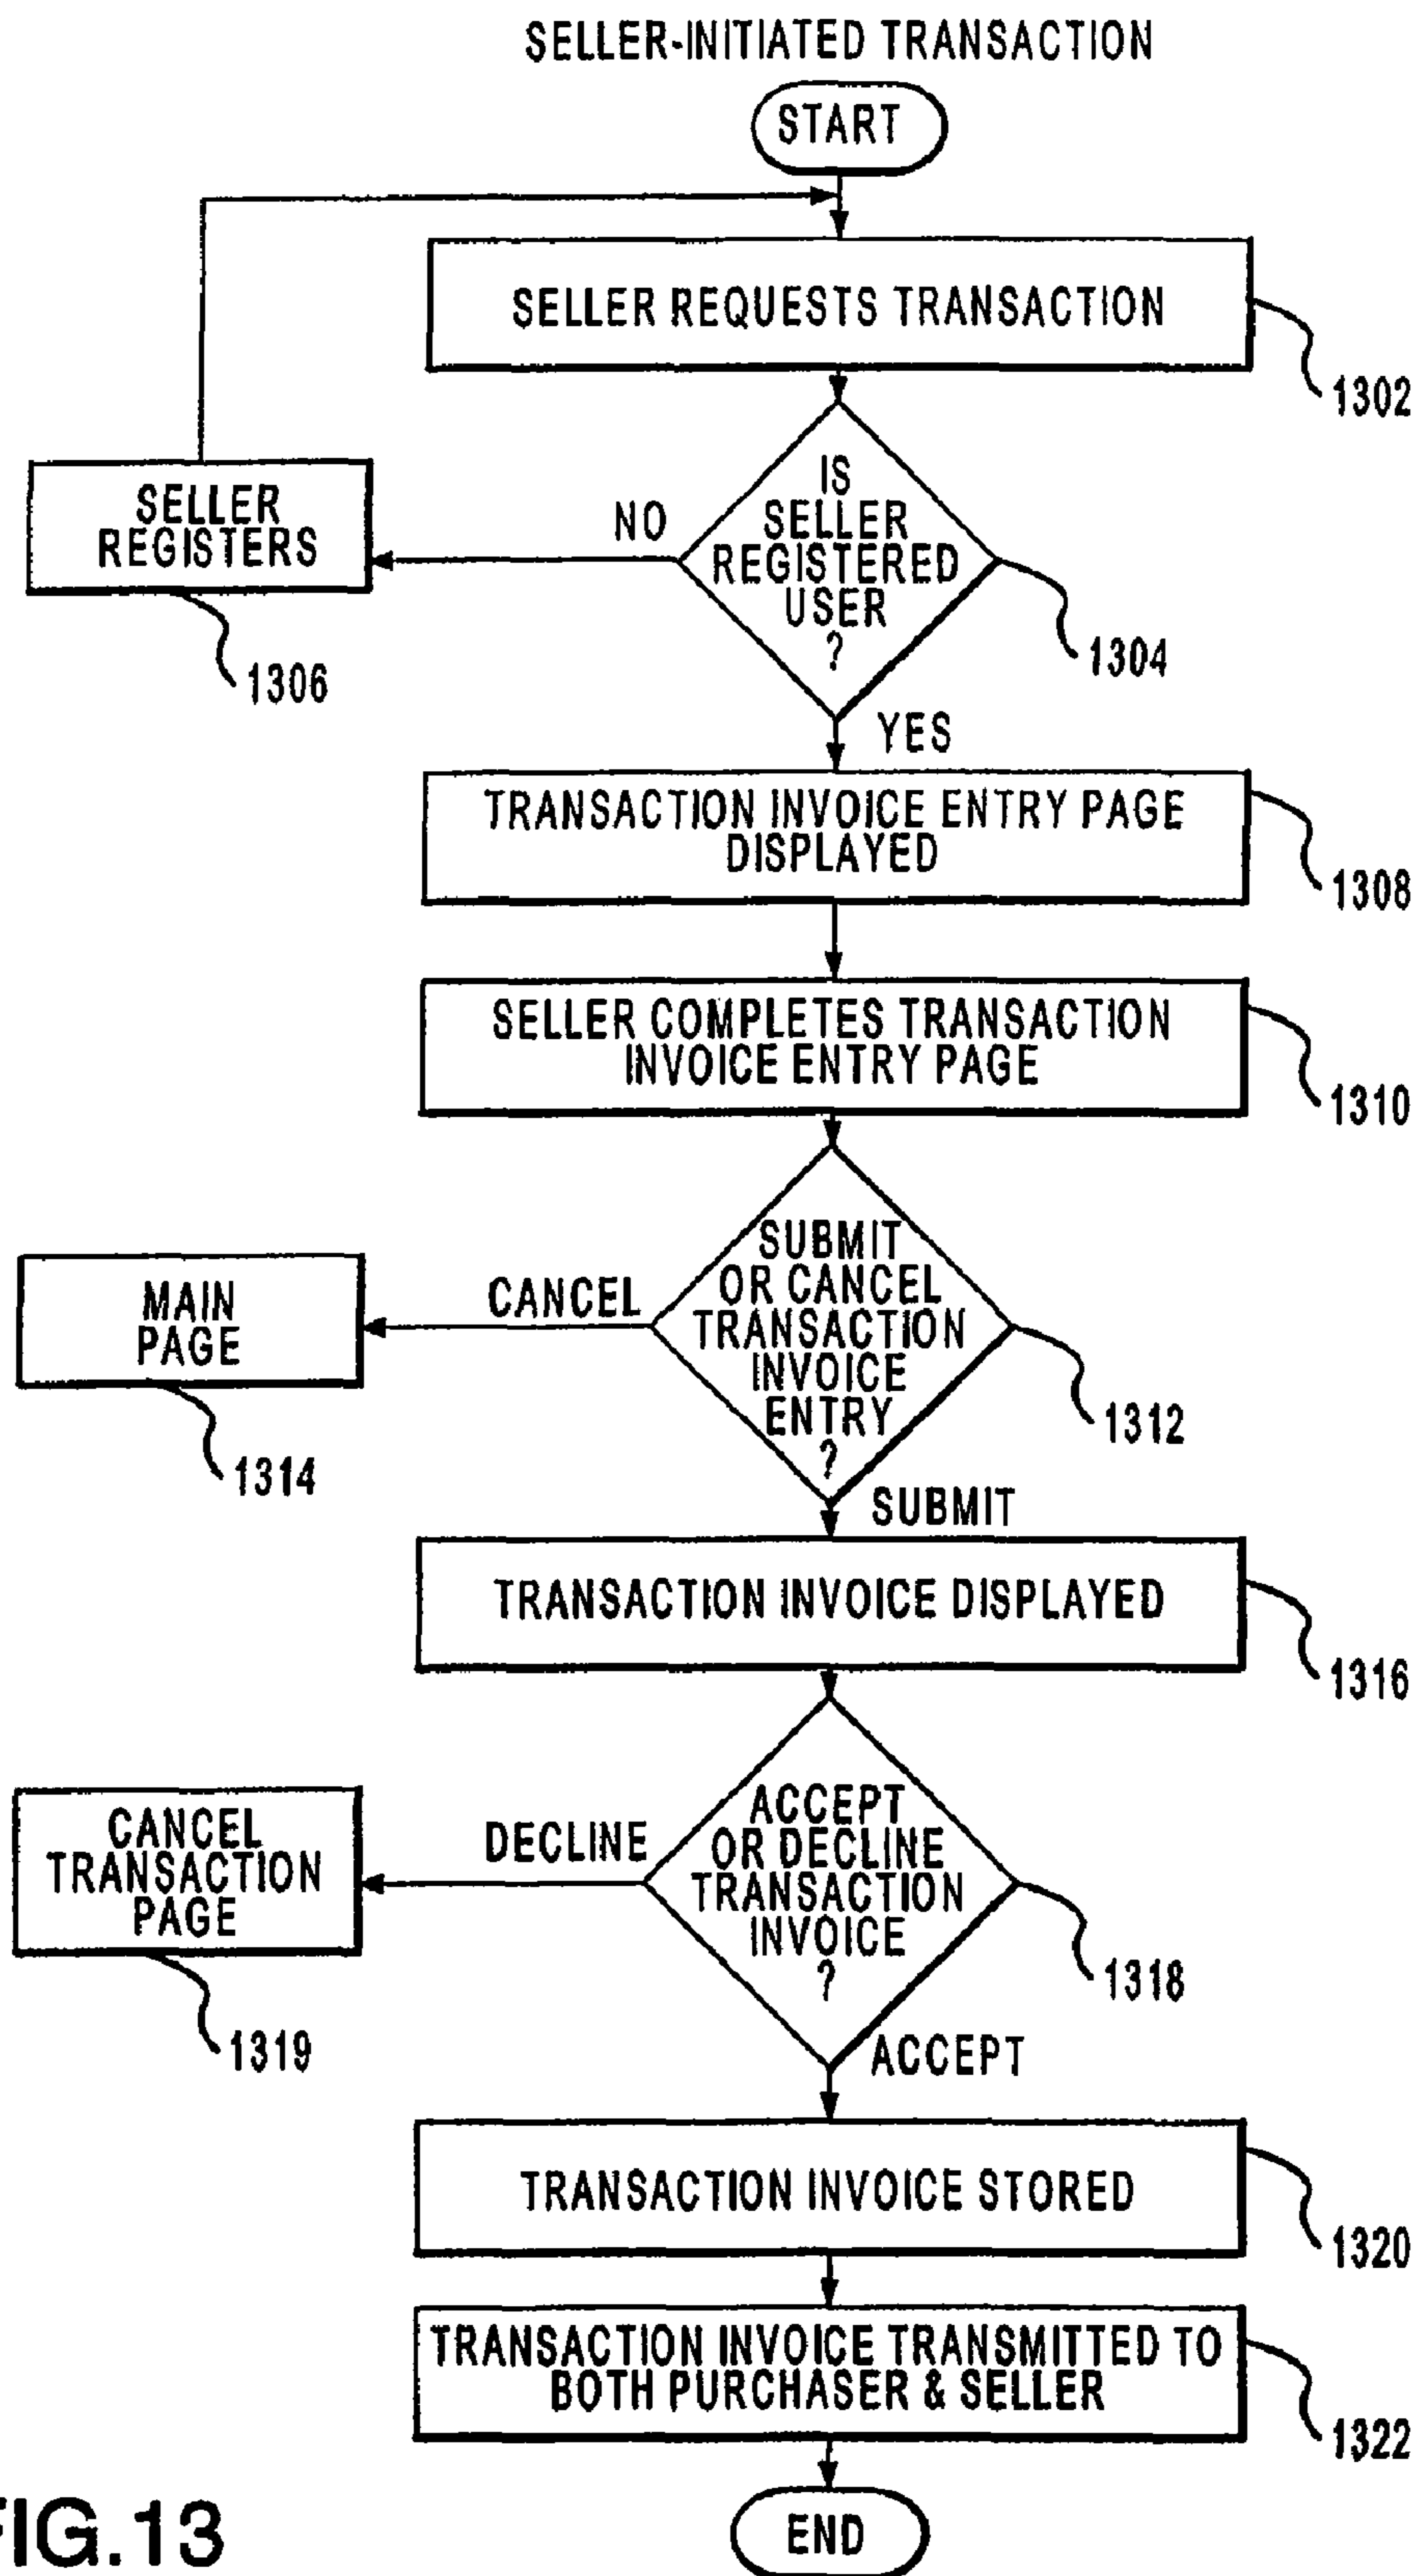 SELLER-INITIATED TRANSACTION
START
SELLER REQUESTS TRANSACTION
1302
IS
SELLER
REGISTERED
USER
?
NO
SELLER
REGISTERS
1304
1306
YES
TRANSACTION INVOICE ENTRY PAGE
DISPLAYED
1308
SELLER COMPLETES TRANSACTION
INVOICE ENTRY PAGE
1310
SUBMIT
OR CANCEL
TRANSACTION
INVOICE
ENTRY
?
CANCEL
MAIN
PAGE
1312
1314
SUBMIT
TRANSACTION INVOICE DISPLAYED
1316
ACCEPT
OR DECLINE
TRANSACTION
INVOICE
?
DECLINE
CANCEL
TRANSACTION
PAGE
1318
1319
ACCEPT
TRANSACTION INVOICE STORED
1320
TRANSACTION INVOICE TRANSMITTED TO
BOTH PURCHASER & SELLER
1322
END
FIG.13